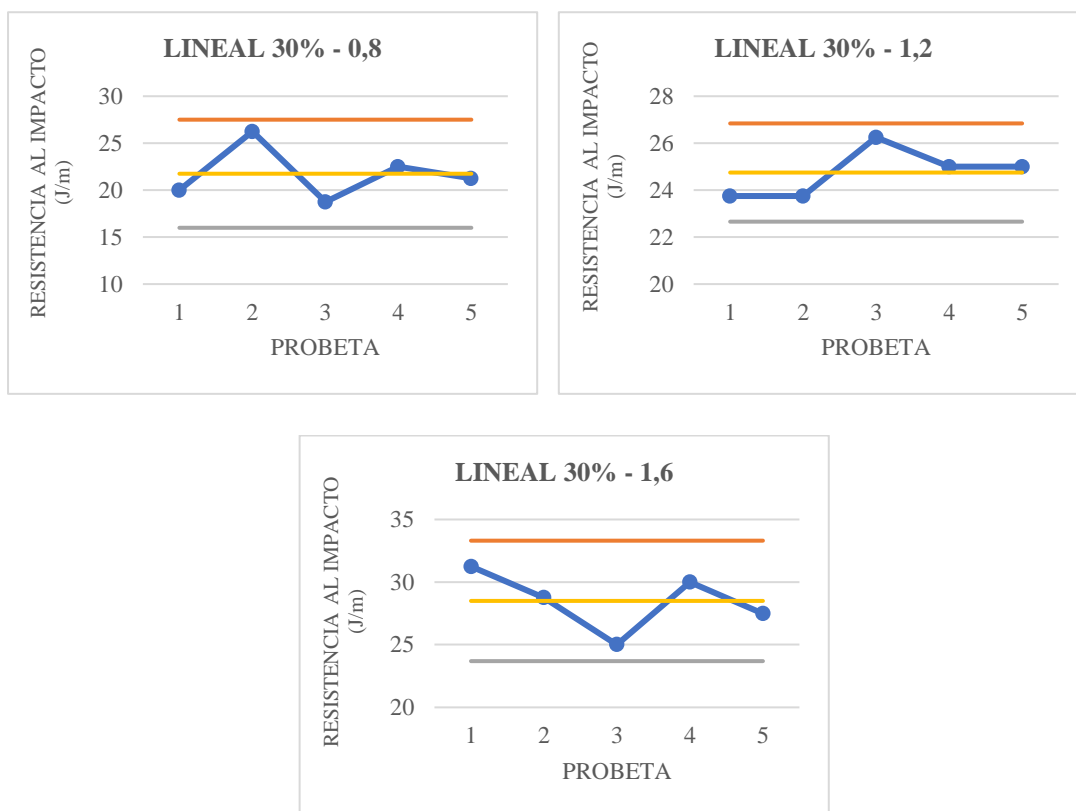 LINEAL 30% - 0,8
RESISTENCIA AL IMPACTO
(J/m)
30
25
20
15
10
1 2 3 4 5
PROBETA
LINEAL 30% - 1,2
RESISTENCIA AL IMPACTO
(J/m)
28
26
24
22
20
1 2 3 4 5
PROBETA
LINEAL 30% - 1,6
RESISTENCIA AL IMPACTO
(J/m)
35
30
25
20
1 2 3 4 5
PROBETA